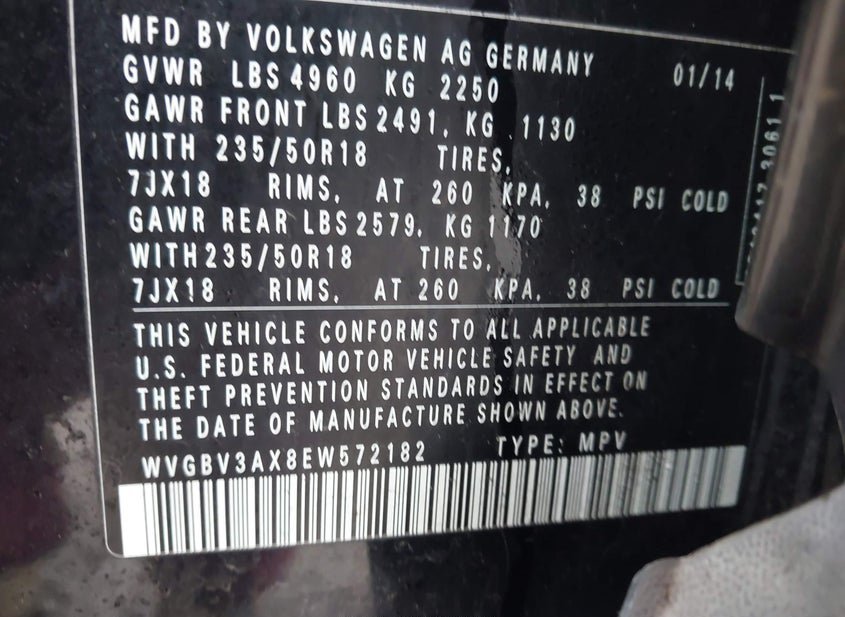 MFD BY VOLKSWAGEN AG GERMANY 01/14
GVWR LBS 4960 KG 2250
GAWR FRONT LBS 2491, KG 1130
WITH 235/50R18 TIRES,
7JX18 RIMS, AT 260 KPA, 38 PSI COLD
GAWR REAR LBS 2579, KG 1170
WITH 235/50R18 TIRES,
7JX18 RIMS, AT 260 KPA, 38 PSI COLD
THIS VEHICLE CONFORMS TO ALL APPLICABLE
U.S. FEDERAL MOTOR VEHICLE SAFETY AND
THEFT PREVENTION STANDARDS IN EFFECT ON
THE DATE OF MANUFACTURE SHOWN ABOVE.
WVGBV3AX8EW572182 TYPE: MPV